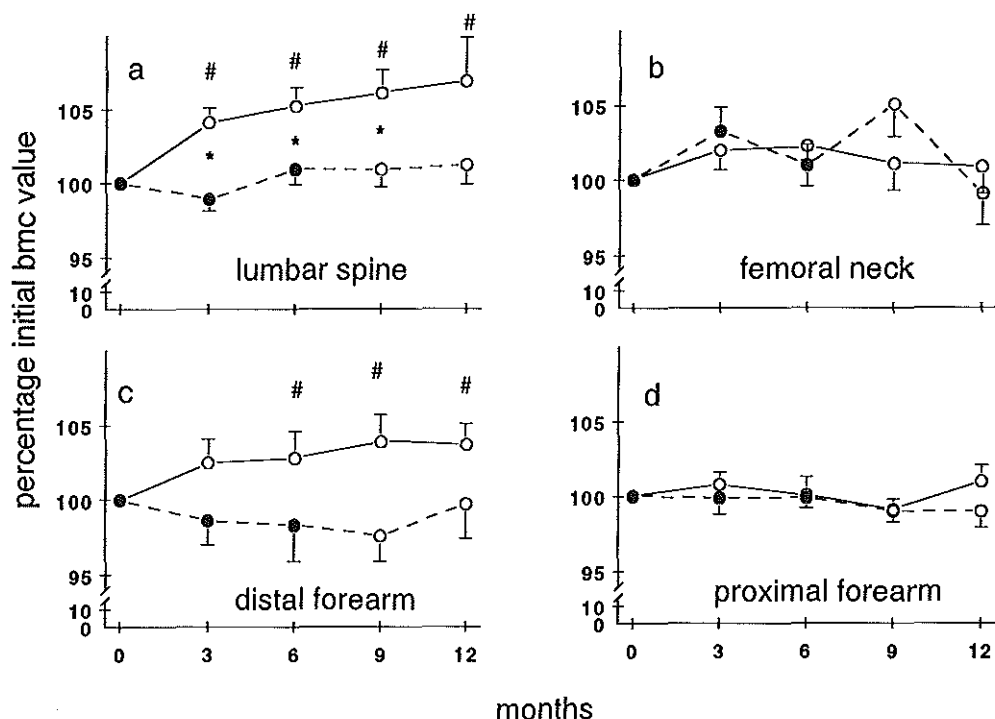 percentage initial bmc value
a
# # # #
* * *
105
100
95
10
0
lumbar spine
b
105
100
95
10
0
femoral neck
c
# # #
105
100
95
10
0
distal forearm
0 3 6 9 12
d
105
100
95
10
0
proximal forearm
0 3 6 9 12
months